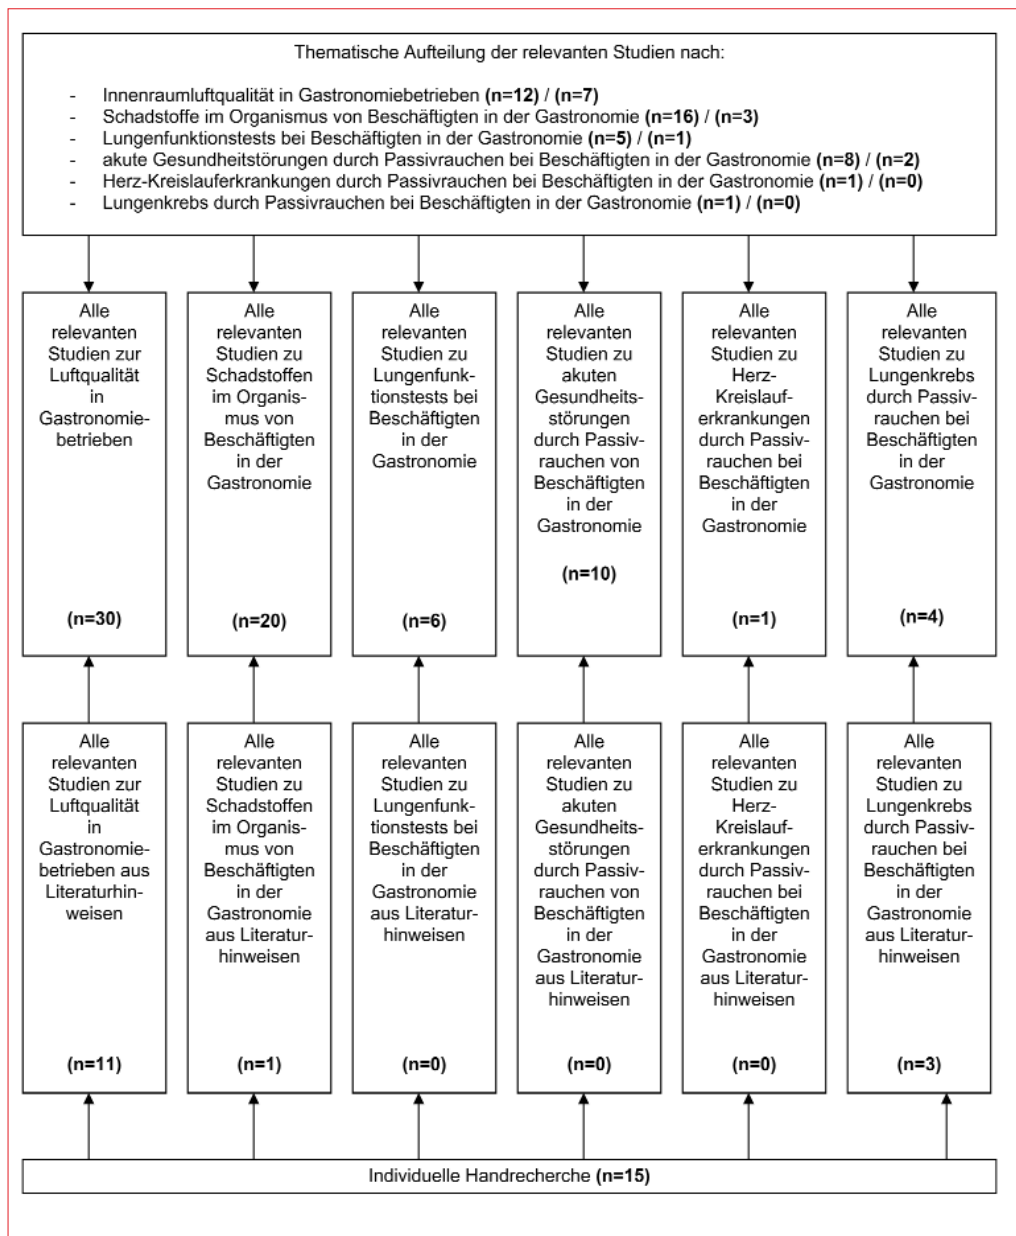 Thematische Aufteilung der relevanten Studien nach:
- Innenraumluftqualität in Gastronomiebetrieben (n=12) / (n=7)
- Schadstoffe im Organismus von Beschäftigten in der Gastronomie (n=16) / (n=3)
- Lungenfunktionstests bei Beschäftigten in der Gastronomie (n=5) / (n=1)
- akute Gesundheitstörungen durch Passivrauchen bei Beschäftigten in der Gastronomie (n=8) / (n=2)
- Herz-Kreislauferkrankungen durch Passivrauchen bei Beschäftigten in der Gastronomie (n=1) / (n=0)
- Lungenkrebs durch Passivrauchen bei Beschäftigten in der Gastronomie (n=1) / (n=0)
Alle
relevanten
Studien zur
Luftqualität
in
Gastronomie-
betrieben
(n=30)
Alle
relevanten
Studien zu
Schadstoffen
im Organis-
mus von
Beschäftigten
in der
Gastronomie
(n=20)
Alle
relevanten
Studien zu
Lungenfunk-
tionstests bei
Beschäftigten
in der
Gastronomie
(n=6)
Alle
relevanten
Studien zu
akuten
Gesundheits-
störungen
durch Passiv-
rauchen von
Beschäftigten
in der
Gastronomie
(n=10)
Alle
relevanten
Studien zu
Herz-
Kreislauf-
erkrankungen
durch Passiv-
rauchen bei
Beschäftigten
in der
Gastronomie
(n=1)
Alle
relevanten
Studien zu
Lungenkrebs
durch Passiv-
rauchen bei
Beschäftigten
in der
Gastronomie
(n=4)
Alle
relevanten
Studien zur
Luftqualität
in
Gastronomie-
betrieben aus
Literaturhin-
weisen
(n=11)
Alle
relevanten
Studien zu
Schadstoffen
im Organis-
mus von
Beschäftigten
in der
Gastronomie
aus Literatur-
hinweisen
(n=1)
Alle
relevanten
Studien zu
Lungenfunk-
tionstests bei
Beschäftigten
in der
Gastronomie
aus Literatur-
hinweisen
(n=0)
Alle
relevanten
Studien zu
akuten
Gesundheits-
störungen
durch Passiv-
rauchen von
Beschäftigten
in der
Gastronomie
aus Literatur-
hinweisen
(n=0)
Alle
relevanten
Studien zu
Herz-
Kreislauf-
erkrankungen
durch Passiv-
rauchen bei
Beschäftigten
in der
Gastronomie
aus Literatur-
hinweisen
(n=0)
Alle
relevanten
Studien zu
Lungenkrebs
durch Passiv-
rauchen bei
Beschäftigten
in der
Gastronomie
aus Literatur-
hinweisen
(n=3)
Individuelle Handrecherche (n=15)